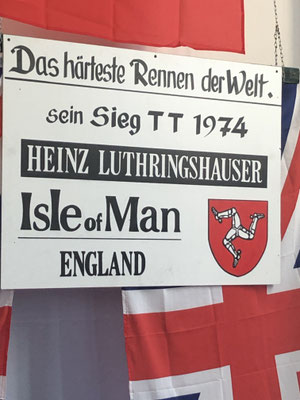 Das härteste Rennen der Welt.
sein Sieg TT 1974
HEINZ LUTHRINGSHAUSER
Isle of Man
ENGLAND